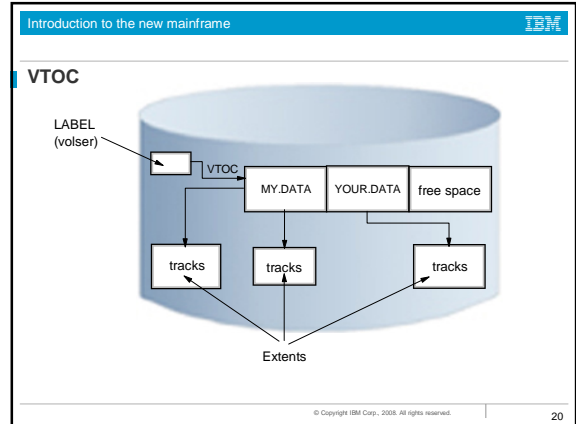 Introduction to the new mainframe
IBM
VTOC
LABEL
(volser)
VTOC
MY.DATA
YOUR.DATA
free space
tracks
tracks
tracks
Extents
© Copyright IBM Corp., 2008. All rights reserved.
20